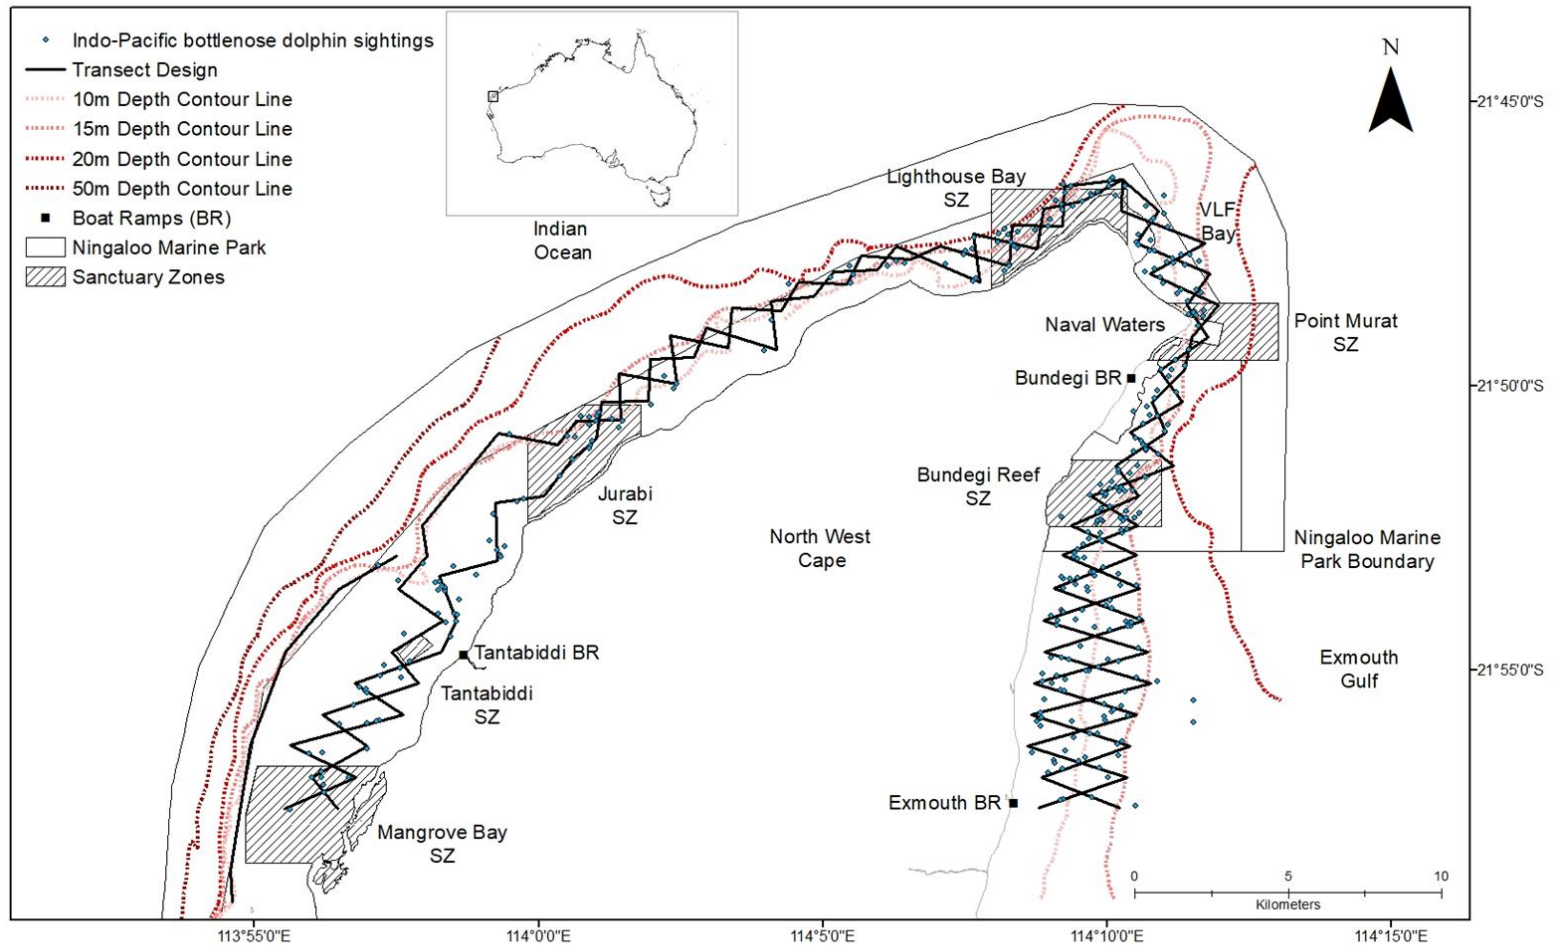 Indo-Pacific bottlenose dolphin sightings
Transect Design
10m Depth Contour Line
15m Depth Contour Line
20m Depth Contour Line
50m Depth Contour Line
Boat Ramps (BR)
Ningaloo Marine Park
Sanctuary Zones
Indian
Ocean
N
21°45'0"S
Lighthouse Bay
SZ
VLF
Bay
Naval Waters
Point Murat
SZ
Bundegi BR
21°50'0"S
Bundegi Reef
SZ
Jurabi
SZ
North West
Cape
Ningaloo Marine
Park Boundary
Tantabiddi BR
Tantabiddi
SZ
Exmouth
Gulf
21°55'0"S
Exmouth BR
Mangrove Bay
SZ
0 5 10
Kilometers
113°55'0"E 114°0'0"E 114°5'0"E 114°10'0"E 114°15'0"E